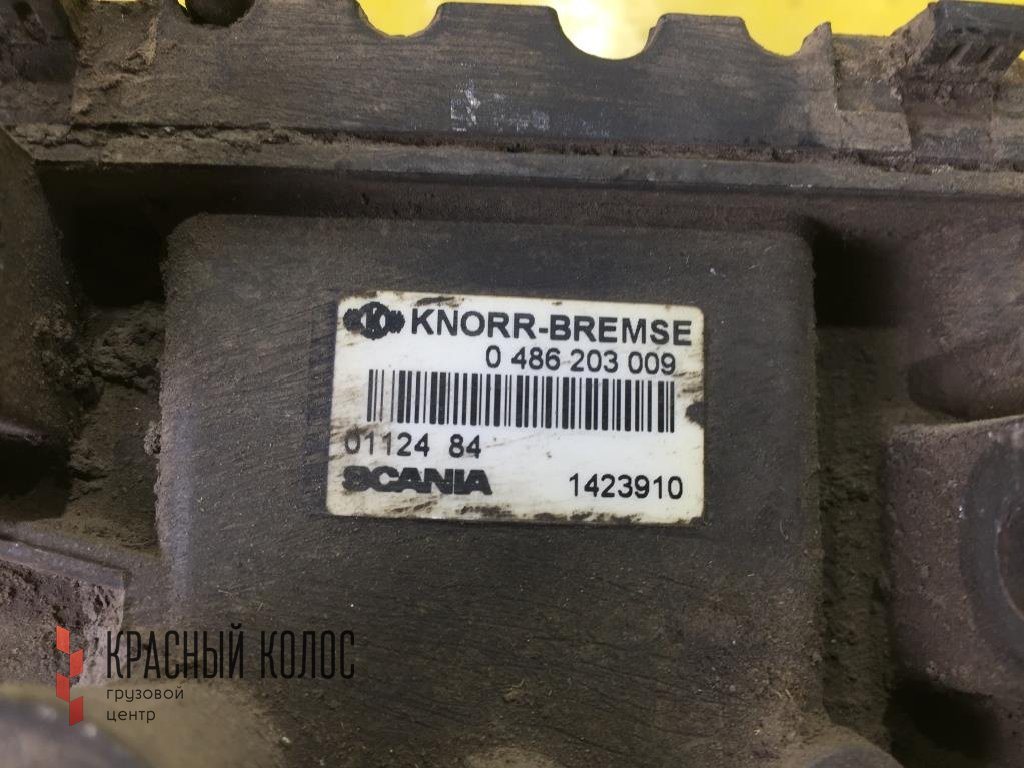 KNORR-BREMSE
0 486 203 009
01124 84
SCANIA 1423910
КРАСНЫЙ КОЛОС
грузовой
центр